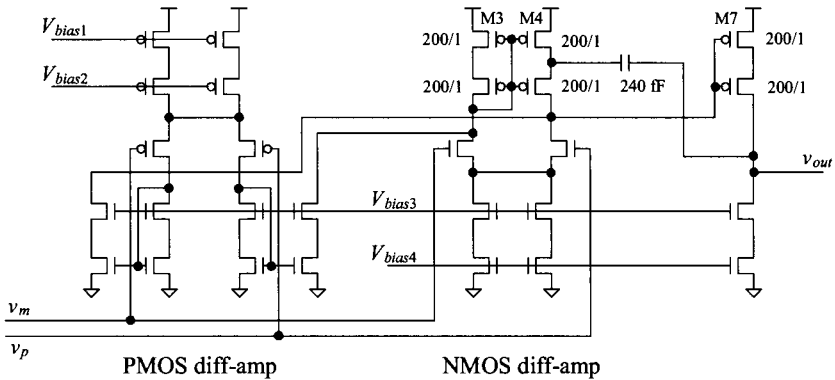 V_bias1
V_bias2
M3 M4 M7
200/1 200/1 200/1
200/1 200/1 200/1
240 fF
v_out
V_bias3
V_bias4
v_m
v_p
PMOS diff-amp NMOS diff-amp